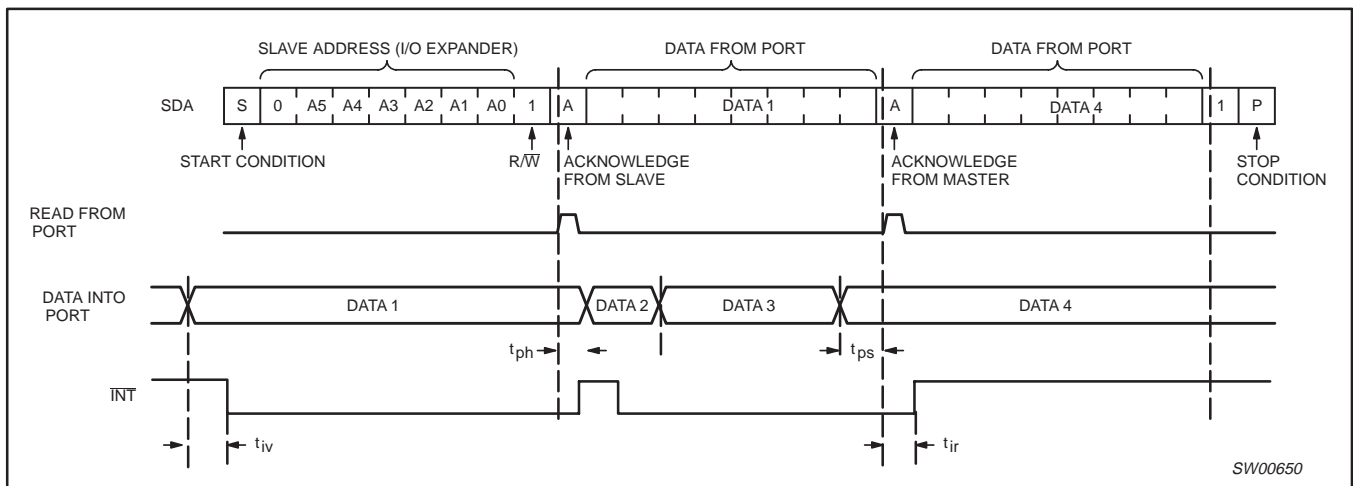 SLAVE ADDRESS (I/O EXPANDER) DATA FROM PORT DATA FROM PORT
SDA S 0 A5 A4 A3 A2 A1 A0 1 A DATA 1 A DATA 4 1 P
START CONDITION R/W̅ ACKNOWLEDGE FROM SLAVE ACKNOWLEDGE FROM MASTER STOP CONDITION
READ FROM
PORT
DATA INTO
PORT
DATA 1 DATA 2 DATA 3 DATA 4
tph tps
I̅N̅T̅
tiv tir
SW00650